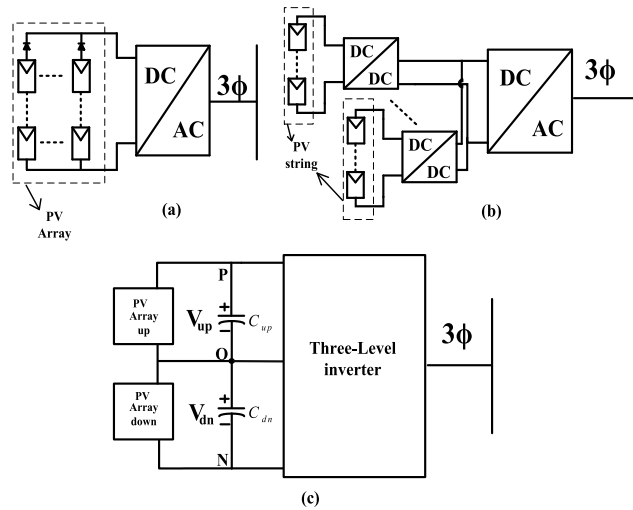 DC
AC
3ϕ
PV
Array
(a)
DC
DC
DC
DC
PV
string
DC
AC
3ϕ
(b)
PV
Array
up
PV
Array
down
P
+
V_up
C_up
−
O
+
V_dn
C_dn
−
N
Three-Level
inverter
3ϕ
(c)